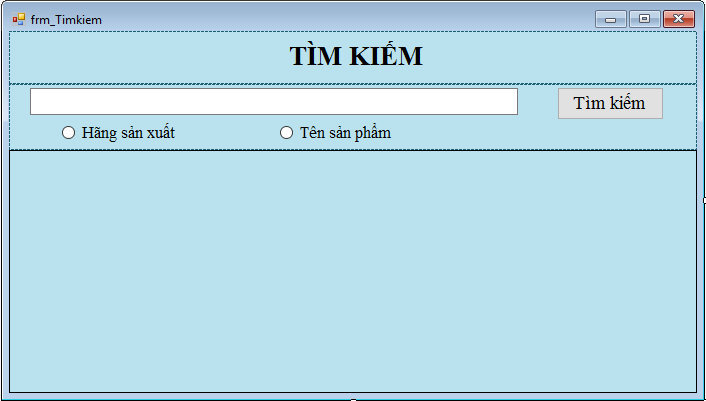 frm_Timkiem
TÌM KIẾM
Tìm kiếm
Hãng sản xuất
Tên sản phẩm